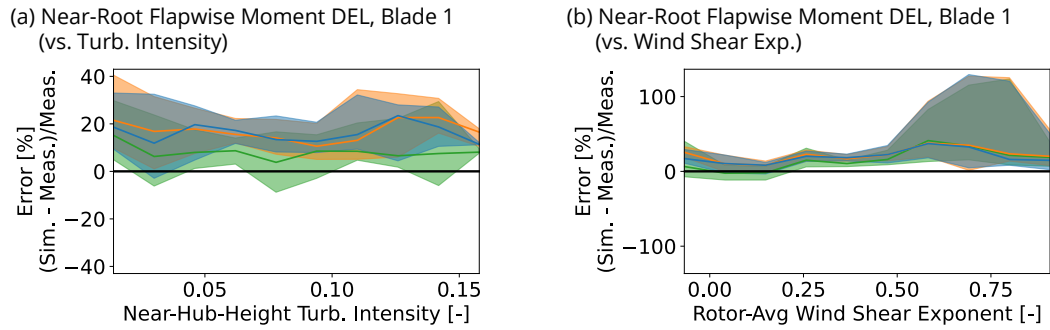 (a) Near-Root Flapwise Moment DEL, Blade 1
(vs. Turb. Intensity)
Error [%]
(Sim. - Meas.)/Meas.
40
20
0
−20
−40
0.05
0.10
0.15
Near-Hub-Height Turb. Intensity [-]
(b) Near-Root Flapwise Moment DEL, Blade 1
(vs. Wind Shear Exp.)
Error [%]
(Sim. - Meas.)/Meas.
100
0
−100
0.00
0.25
0.50
0.75
Rotor-Avg Wind Shear Exponent [-]